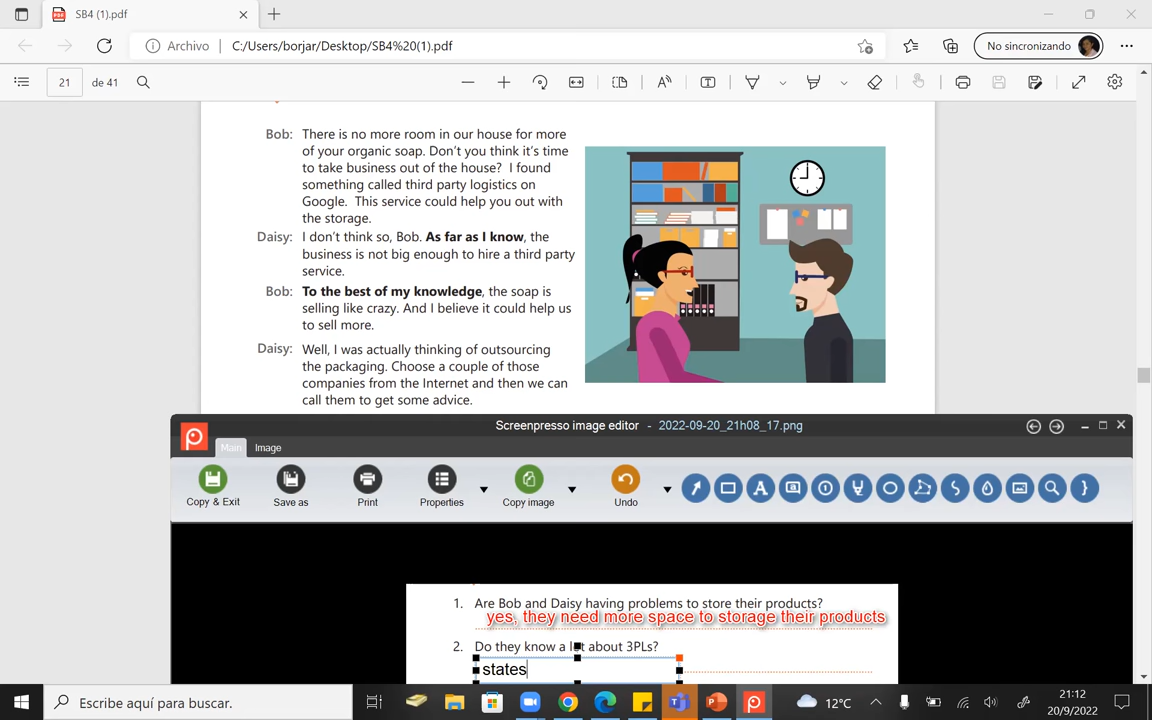 SB4 (1).pdf
Archivo
C:/Users/borjar/Desktop/SB4%20(1).pdf
No sincronizando
21 de 41
Bob: There is no more room in our house for more
of your organic soap. Don't you think it's time
to take business out of the house? I found
something called third party logistics on
Google. This service could help you out with
the storage.
Daisy: I don't think so, Bob. As far as I know, the
business is not big enough to hire a third party
service.
Bob: To the best of my knowledge, the soap is
selling like crazy. And I believe it could help us
to sell more.
Daisy: Well, I was actually thinking of outsourcing
the packaging. Choose a couple of those
companies from the Internet and then we can
call them to get some advice.
Screenpresso image editor - 2022-09-20_21h08_17.png
Main Image
Copy & Exit Save as Print Properties Copy image Undo
1. Are Bob and Daisy having problems to store their products?
yes, they need more space to storage their products
2. Do they know a lot about 3PLs?
states
Escribe aquí para buscar.
12°C
21:12
20/9/2022